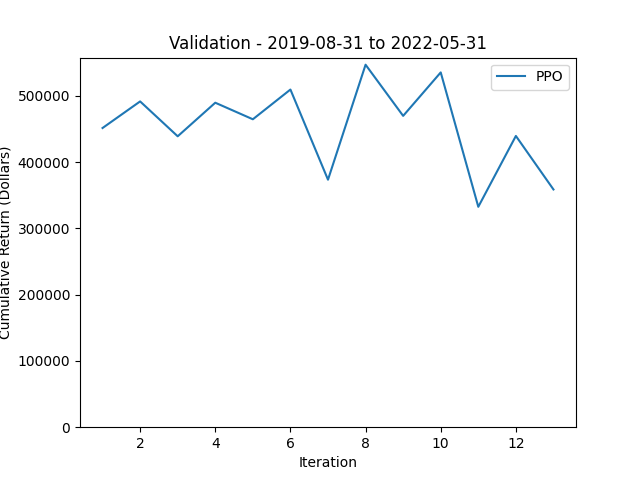 Validation - 2019-08-31 to 2022-05-31
PPO
Cumulative Return (Dollars)
500000
400000
300000
200000
100000
0
2 4 6 8 10 12
Iteration